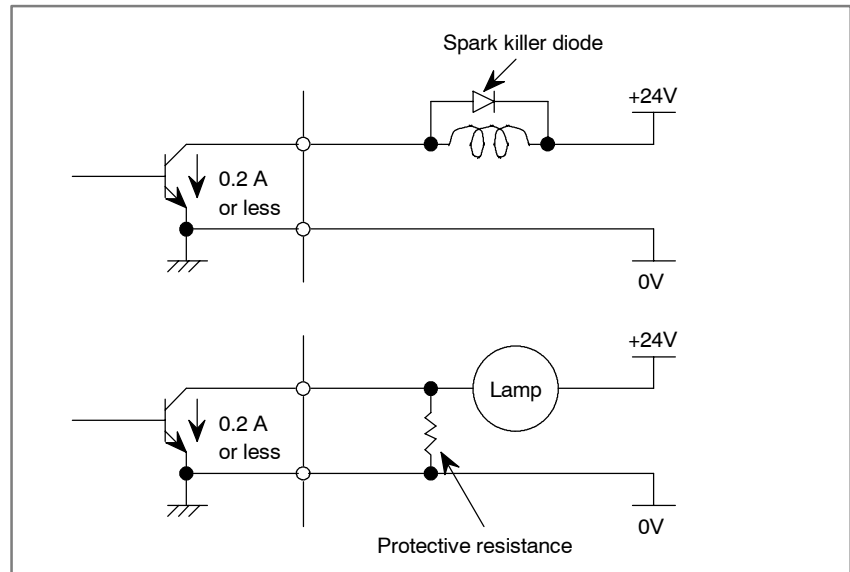 Spark killer diode
+24V
0.2 A
or less
0V
+24V
Lamp
0.2 A
or less
0V
Protective resistance